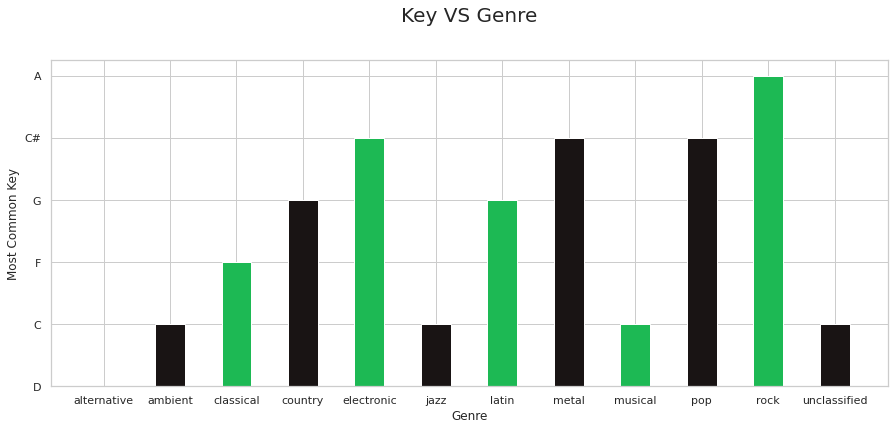 Key VS Genre
Most Common Key
A
C#
G
F
C
D
alternative ambient classical country electronic jazz latin metal musical pop rock unclassified
Genre